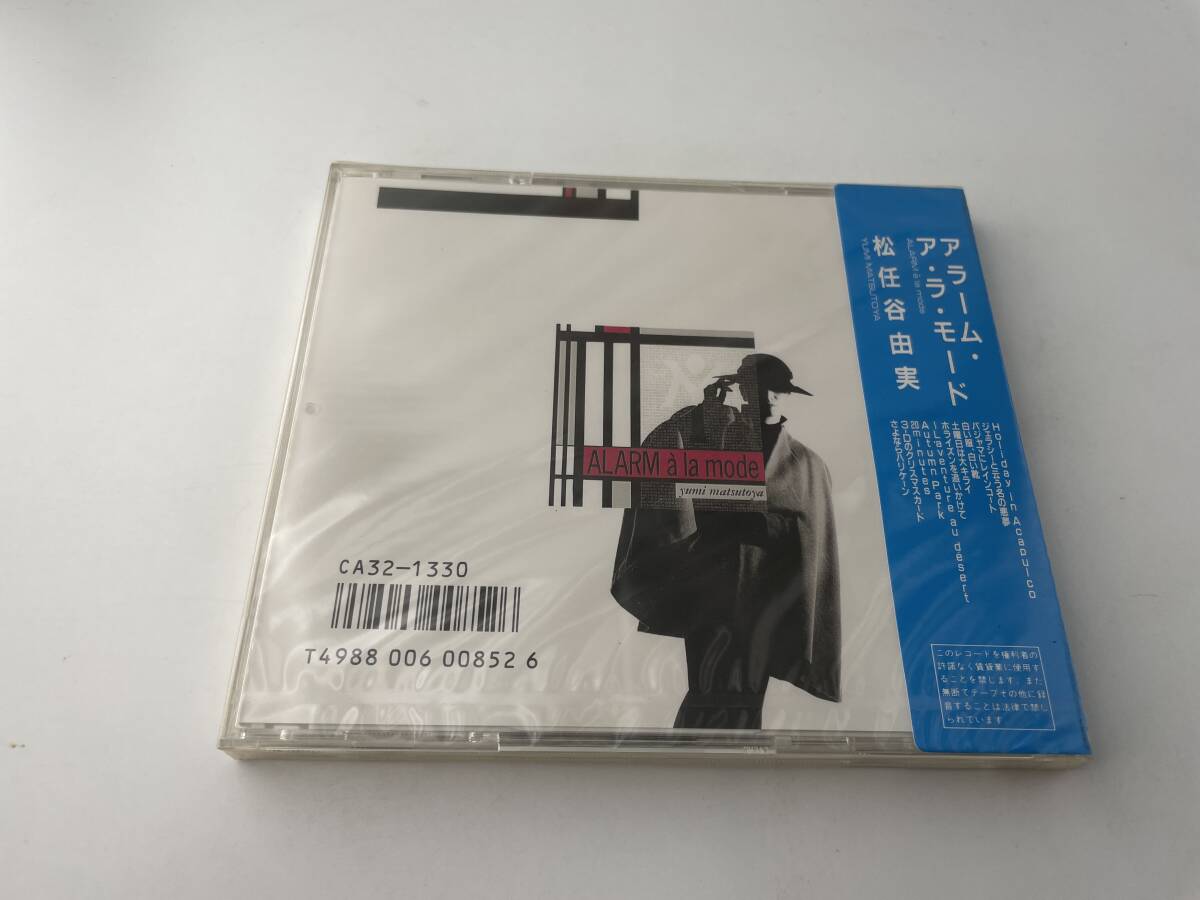 ALARM à la mode
yumi matsutoya
CA32-1330
T4988 006 00852 6
アラーム・
ア・ラ・モード
ALARM à la mode
松任谷由実
YUMI MATSUTOYA
Holiday in Acapulco
ジェラシーと云う名の悪夢
パジャマにレインコート
白い服、白い靴
土曜日は大キライ
ホライズンを追いかけて
～L'aventure au désert
Autumn Park
20 minutes
3-Dのクリスマスカード
さよならハリケーン
このレコードを権利者の
許諾なく賃貸業に使用す
ることを禁じます。また
無断でテープその他に録
音することは法律で禁じ
られています